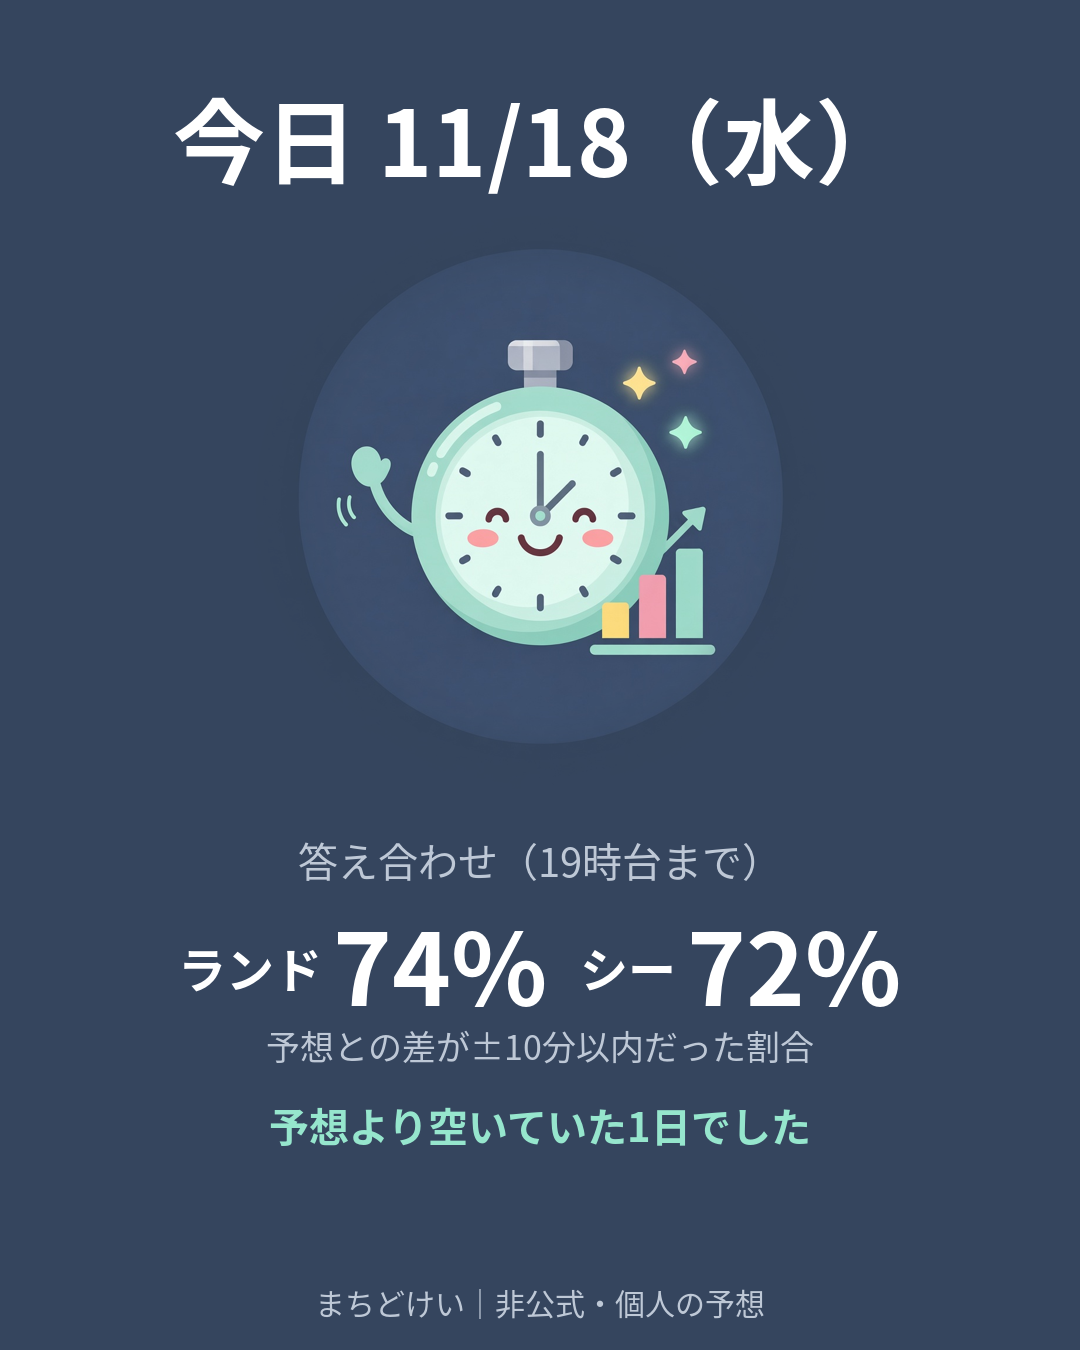 今日 11/18（水）
答え合わせ（19時台まで）
ランド 74% シー 72%
予想との差が±10分以内だった割合
予想より空いていた1日でした
まちどけい｜非公式・個人の予想